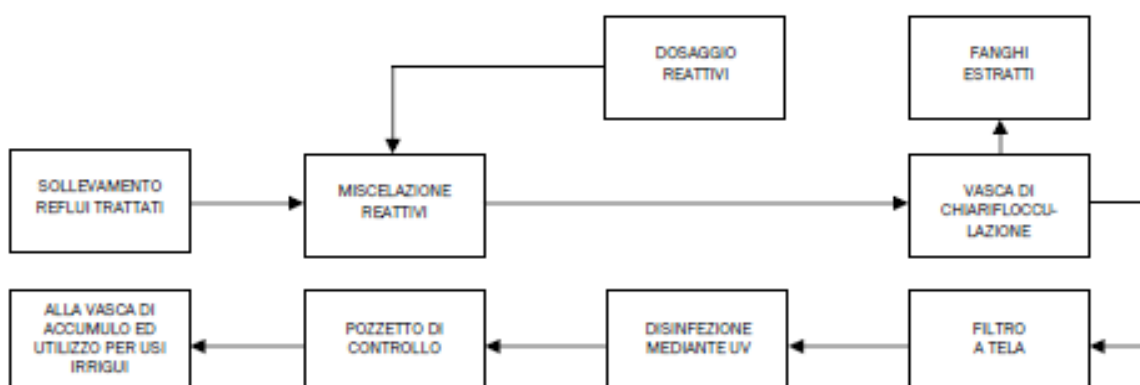 DOSAGGIO
REATTIVI
FANGHI
ESTRATTI
SOLLEVAMENTO
REFLUI TRATTATI
MISCELAZIONE
REATTIVI
VASCA DI
CHIARIFLOCCU-
LAZIONE
ALLA VASCA DI
ACCUMULO ED
UTILIZZO PER USI
IRRIGUI
POZZETTO DI
CONTROLLO
DISINFEZIONE
MEDIANTE UV
FILTRO
A TELA